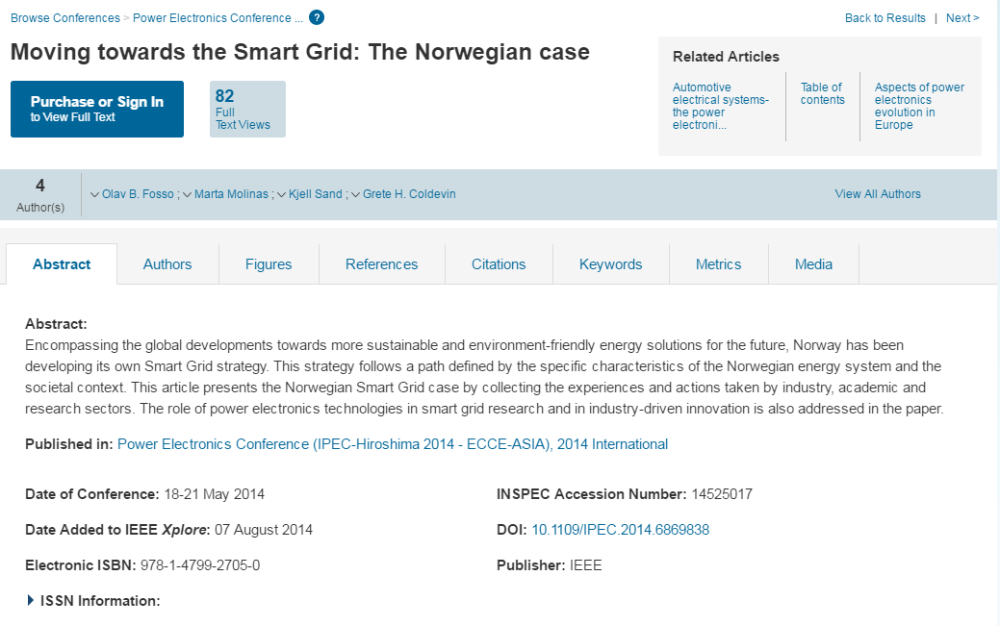 Browse Conferences > Power Electronics Conference ... ?
Back to Results | Next >
Moving towards the Smart Grid: The Norwegian case
Purchase or Sign In
to View Full Text
82
Full
Text Views
Related Articles
Automotive
electrical systems-
the power
electroni...
Table of
contents
Aspects of power
electronics
evolution in
Europe
4
Author(s)
Olav B. Fosso ; Marta Molinas ; Kjell Sand ; Grete H. Coldevin
View All Authors
Abstract Authors Figures References Citations Keywords Metrics Media
Abstract:
Encompassing the global developments towards more sustainable and environment-friendly energy solutions for the future, Norway has been
developing its own Smart Grid strategy. This strategy follows a path defined by the specific characteristics of the Norwegian energy system and the
societal context. This article presents the Norwegian Smart Grid case by collecting the experiences and actions taken by industry, academic and
research sectors. The role of power electronics technologies in smart grid research and in industry-driven innovation is also addressed in the paper.
Published in: Power Electronics Conference (IPEC-Hiroshima 2014 - ECCE-ASIA), 2014 International
Date of Conference: 18-21 May 2014
INSPEC Accession Number: 14525017
Date Added to IEEE Xplore: 07 August 2014
DOI: 10.1109/IPEC.2014.6869838
Electronic ISBN: 978-1-4799-2705-0
Publisher: IEEE
ISSN Information: